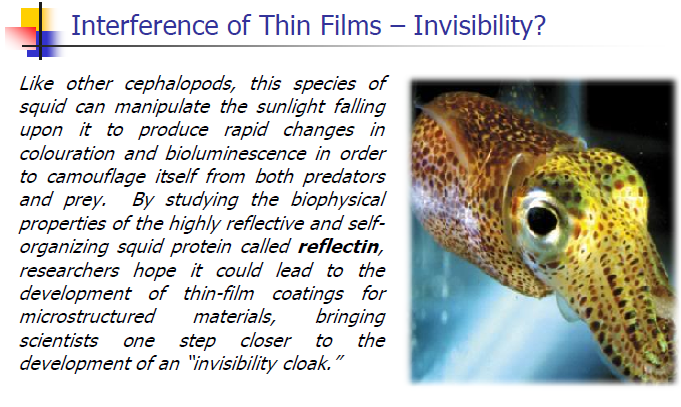 Interference of Thin Films – Invisibility?
Like other cephalopods, this species of
squid can manipulate the sunlight falling
upon it to produce rapid changes in
colouration and bioluminescence in order
to camouflage itself from both predators
and prey. By studying the biophysical
properties of the highly reflective and self-
organizing squid protein called reflectin,
researchers hope it could lead to the
development of thin-film coatings for
microstructured materials, bringing
scientists one step closer to the
development of an “invisibility cloak.”